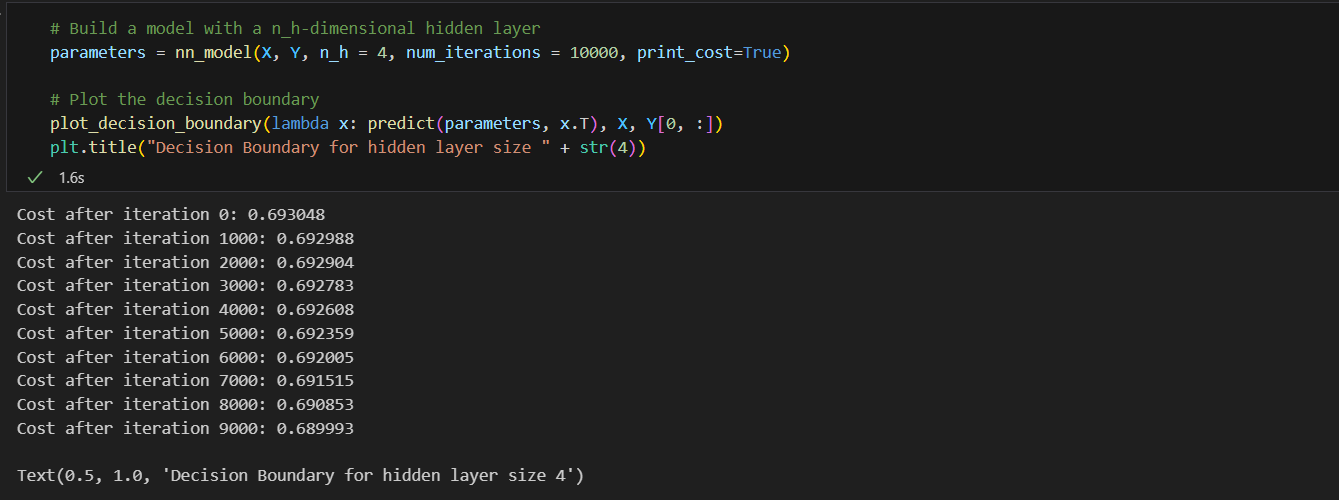 # Build a model with a n_h-dimensional hidden layer
parameters = nn_model(X, Y, n_h = 4, num_iterations = 10000, print_cost=True)
# Plot the decision boundary
plot_decision_boundary(lambda x: predict(parameters, x.T), X, Y[0, :])
plt.title("Decision Boundary for hidden layer size " + str(4))
1.6s
Cost after iteration 0: 0.693048
Cost after iteration 1000: 0.692988
Cost after iteration 2000: 0.692904
Cost after iteration 3000: 0.692783
Cost after iteration 4000: 0.692608
Cost after iteration 5000: 0.692359
Cost after iteration 6000: 0.692005
Cost after iteration 7000: 0.691515
Cost after iteration 8000: 0.690853
Cost after iteration 9000: 0.689993
Text(0.5, 1.0, 'Decision Boundary for hidden layer size 4')